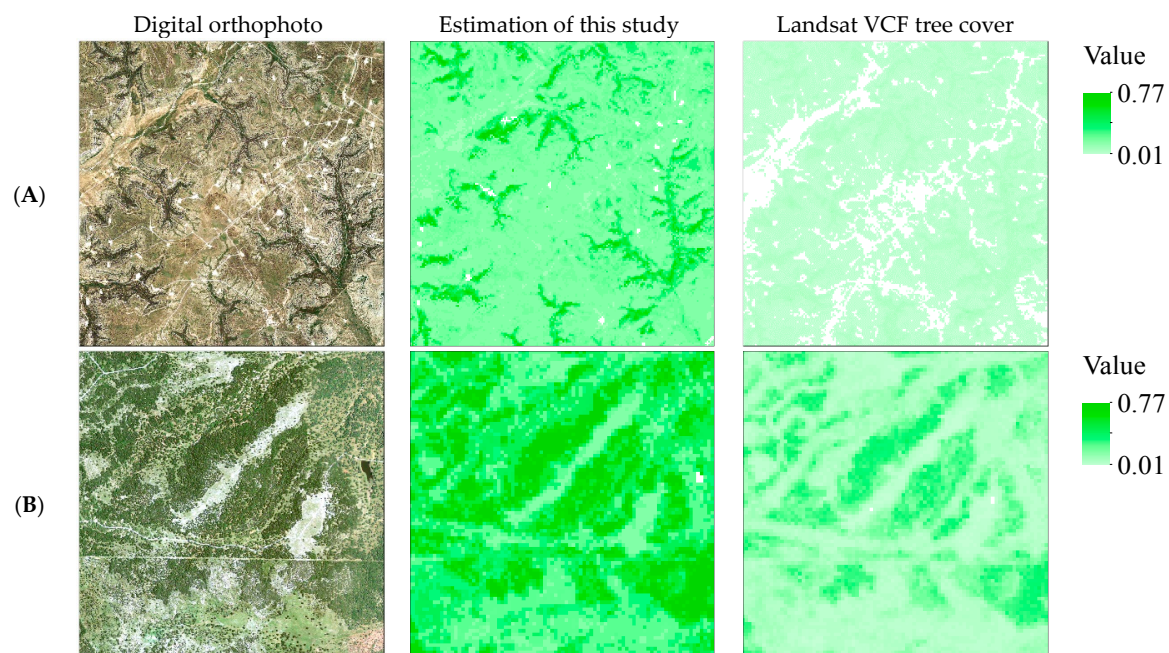 Digital orthophoto
Estimation of this study
Landsat VCF tree cover
Value
0.77
0.01
(A)
Value
0.77
0.01
(B)